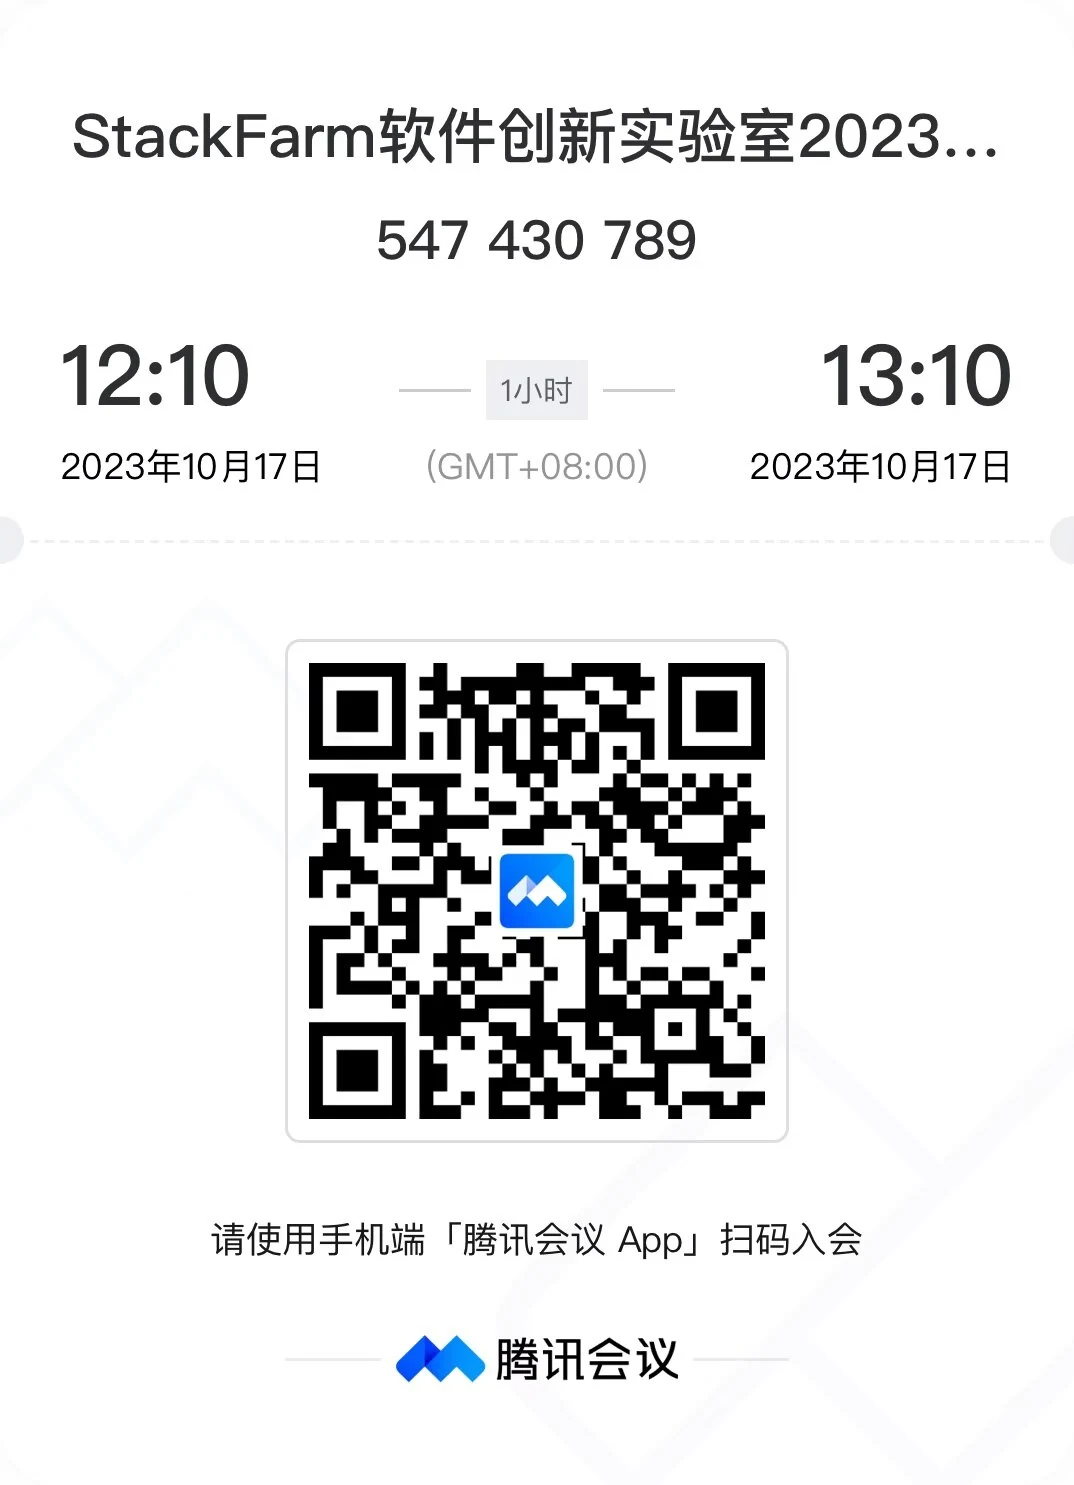 StackFarm软件创新实验室2023...
547 430 789
12:10 1小时 13:10
2023年10月17日 (GMT+08:00) 2023年10月17日
请使用手机端「腾讯会议 App」扫码入会
腾讯会议